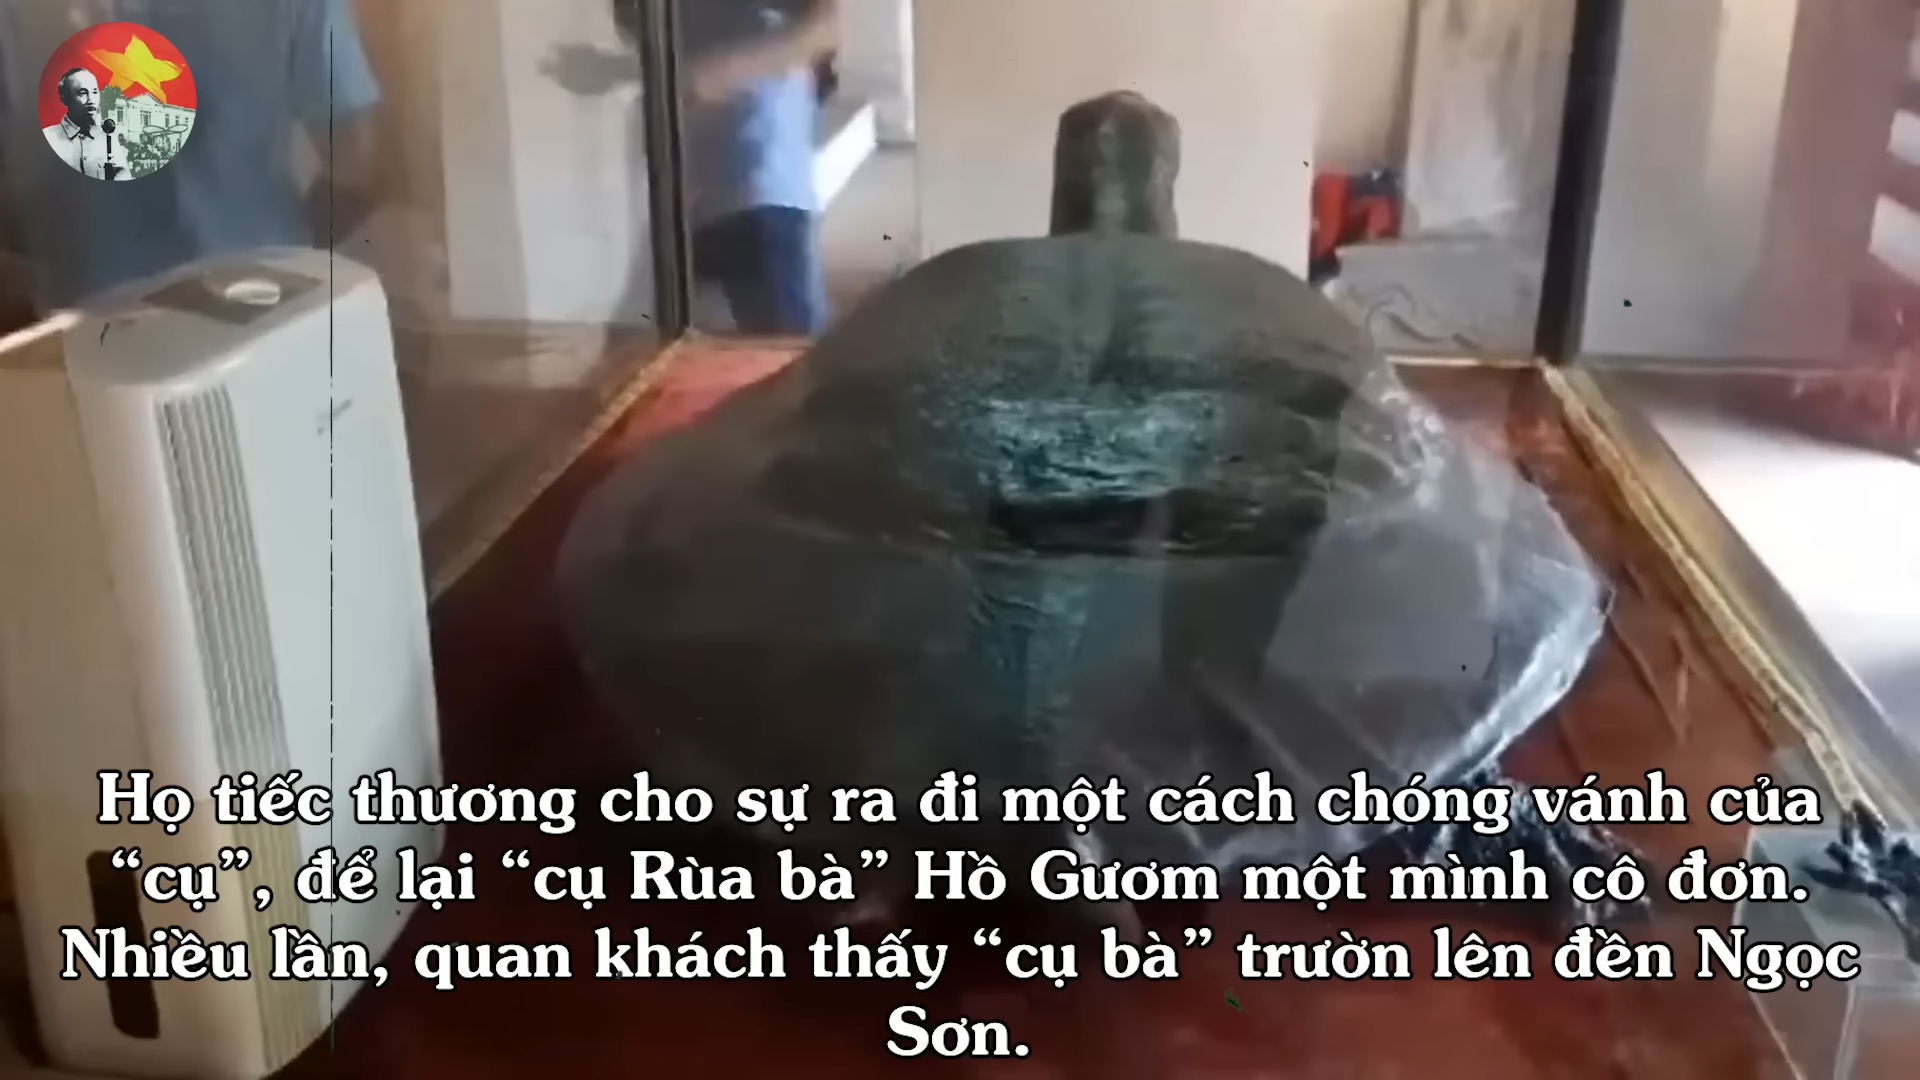 Họ tiếc thương cho sự ra đi một cách chóng vánh của
“cụ”, để lại “cụ Rùa bà” Hồ Gươm một mình cô đơn.
Nhiều lần, quan khách thấy “cụ bà” trườn lên đền Ngọc
Sơn.